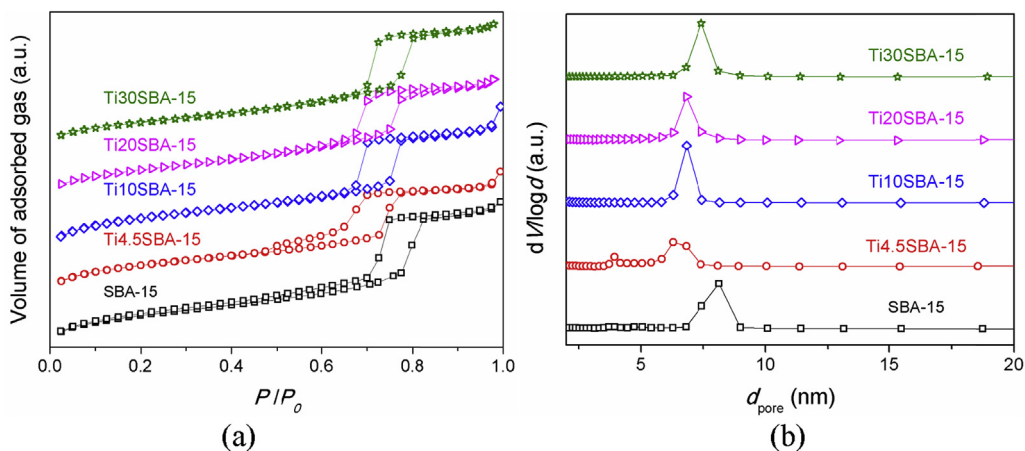 Volume of adsorbed gas (a.u.)
Ti30SBA-15
Ti20SBA-15
Ti10SBA-15
Ti4.5SBA-15
SBA-15
0.0 0.2 0.4 0.6 0.8 1.0
P/P0
(a)
dV/logd (a.u.)
Ti30SBA-15
Ti20SBA-15
Ti10SBA-15
Ti4.5SBA-15
SBA-15
5 10 15 20
dpore (nm)
(b)